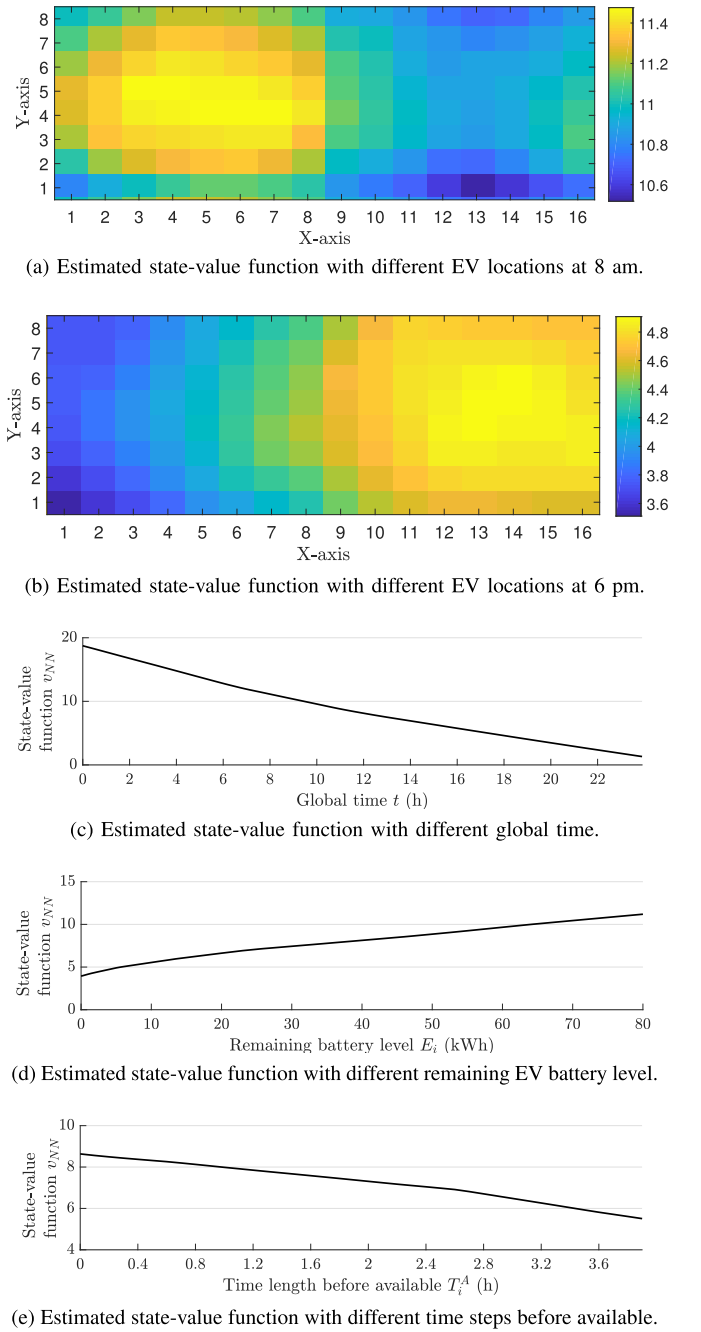 8
7
6
5
4
3
2
1
Y-axis
1 2 3 4 5 6 7 8 9 10 11 12 13 14 15 16
X-axis
11.4
11.2
11
10.8
10.6
(a) Estimated state-value function with different EV locations at 8 am.
8
7
6
5
4
3
2
1
Y-axis
1 2 3 4 5 6 7 8 9 10 11 12 13 14 15 16
X-axis
4.8
4.6
4.4
4.2
4
3.8
3.6
(b) Estimated state-value function with different EV locations at 6 pm.
State-value
function v_{NN}
20
10
0
0 2 4 6 8 10 12 14 16 18 20 22
Global time t (h)
(c) Estimated state-value function with different global time.
State-value
function v_{NN}
15
10
5
0
0 10 20 30 40 50 60 70 80
Remaining battery level E_i (kWh)
(d) Estimated state-value function with different remaining EV battery level.
State-value
function v_{NN}
10
8
6
4
0 0.4 0.8 1.2 1.6 2 2.4 2.8 3.2 3.6
Time length before available T_i^A (h)
(e) Estimated state-value function with different time steps before available.